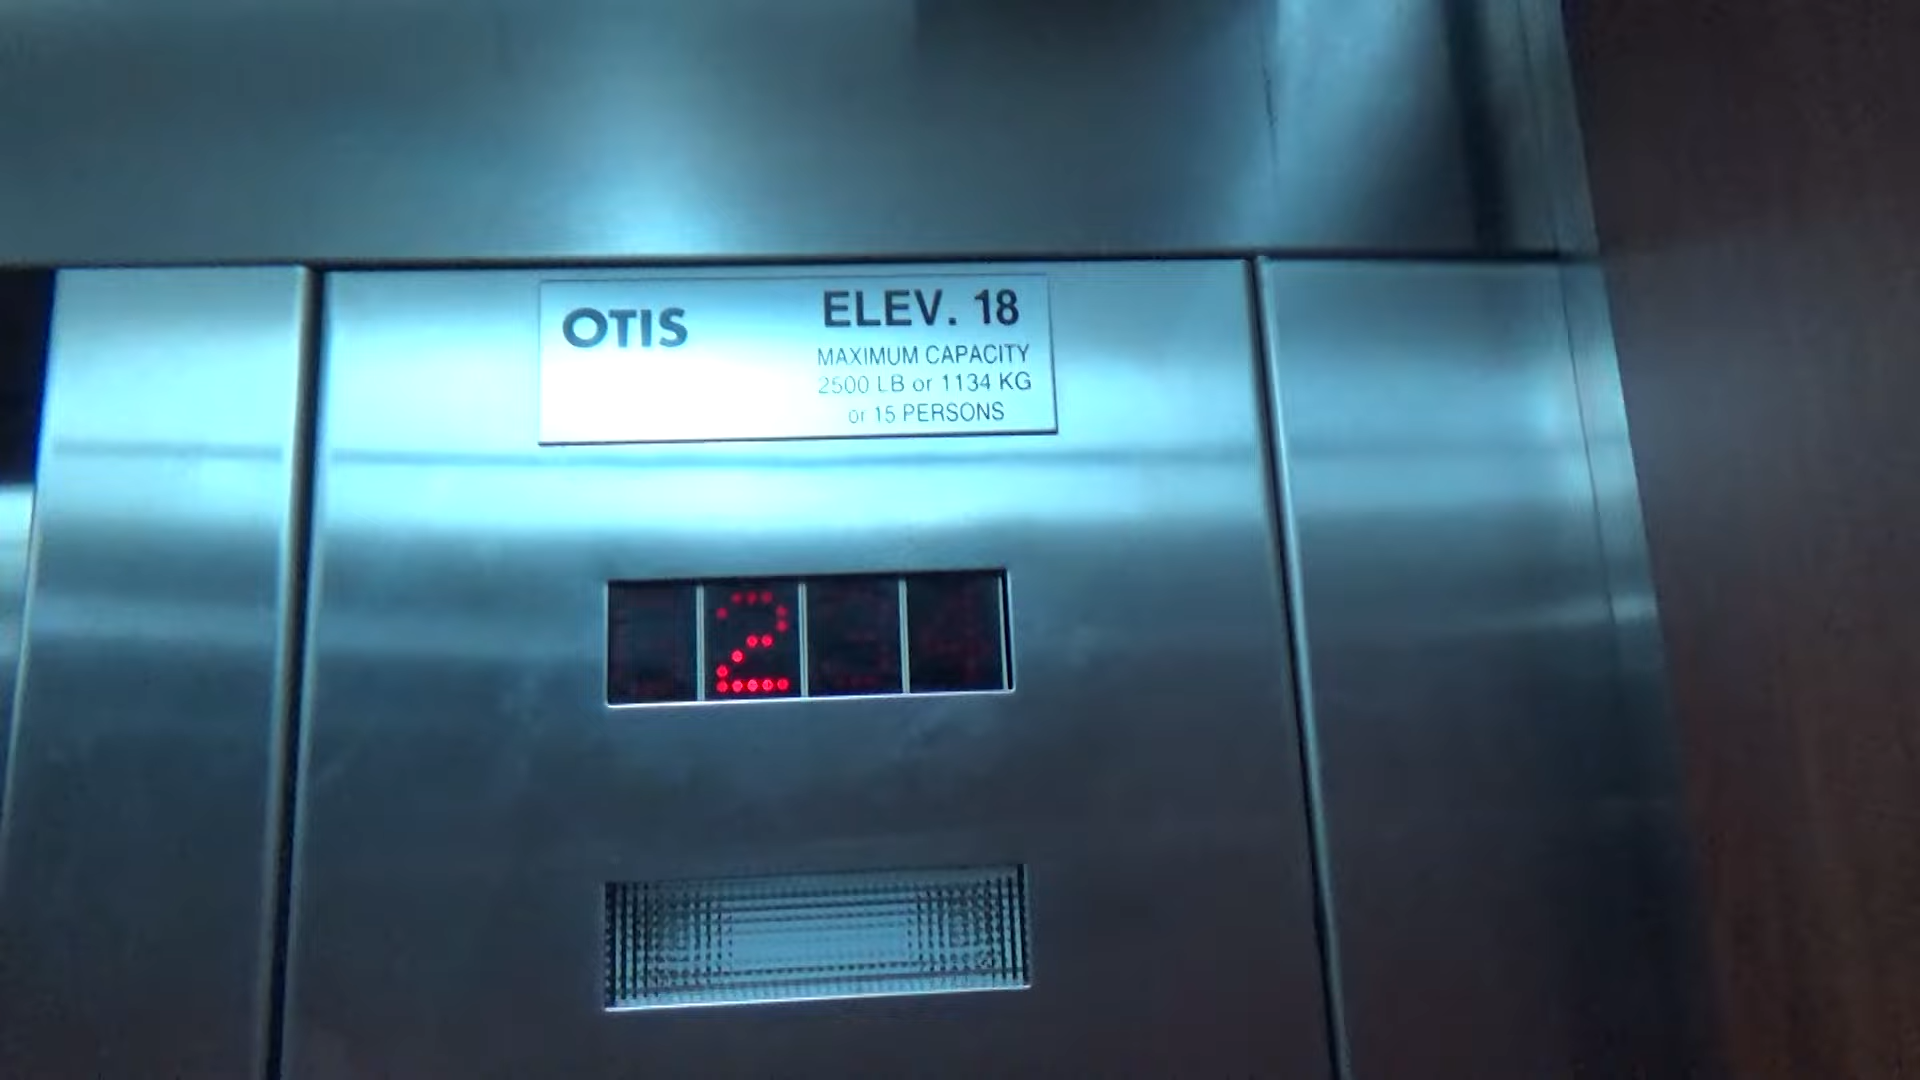 OTIS
ELEV. 18
MAXIMUM CAPACITY
2500 LB or 1134 KG
or 15 PERSONS
2